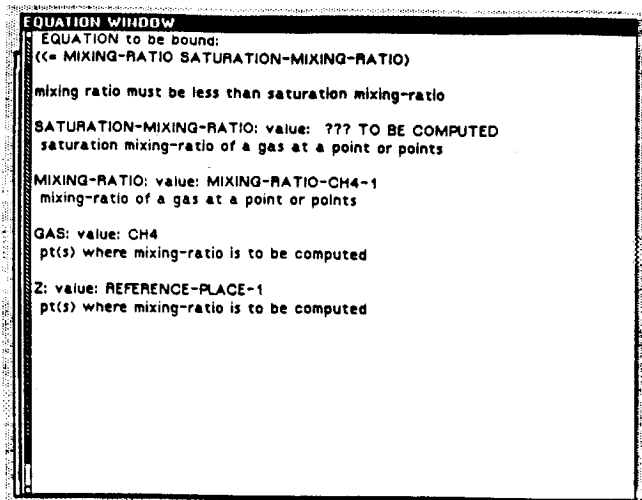 EQUATION WINDOW
EQUATION to be bound:
(<= MIXING-RATIO SATURATION-MIXING-RATIO)
mixing ratio must be less than saturation mixing-ratio
SATURATION-MIXING-RATIO: value: ??? TO BE COMPUTED
saturation mixing-ratio of a gas at a point or points
MIXING-RATIO: value: MIXING-RATIO-CH4-1
mixing-ratio of a gas at a point or points
GAS: value: CH4
pt(s) where mixing-ratio is to be computed
Z: value: REFERENCE-PLACE-1
pt(s) where mixing-ratio is to be computed